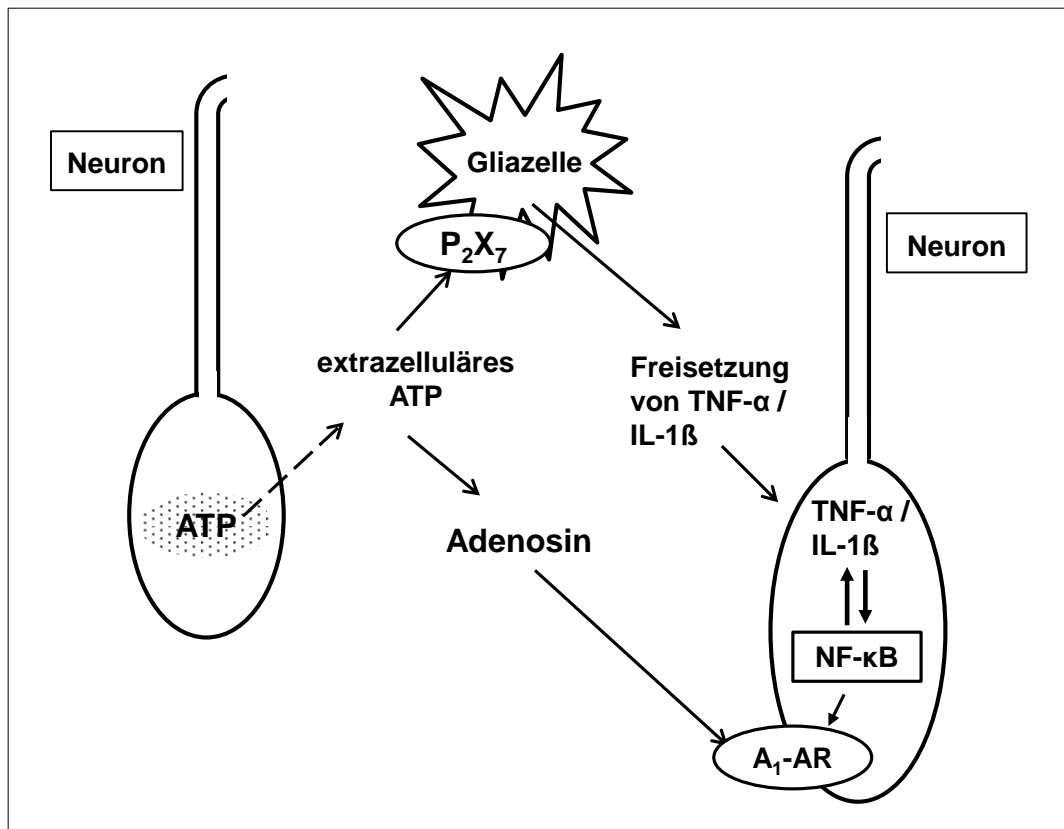 Neuron
Gliazelle
P₂X₇
Neuron
extrazelluläres
ATP
Freisetzung
von TNF-α /
IL-1ß
ATP
Adenosin
TNF-α /
IL-1ß
NF-κB
A₁-AR